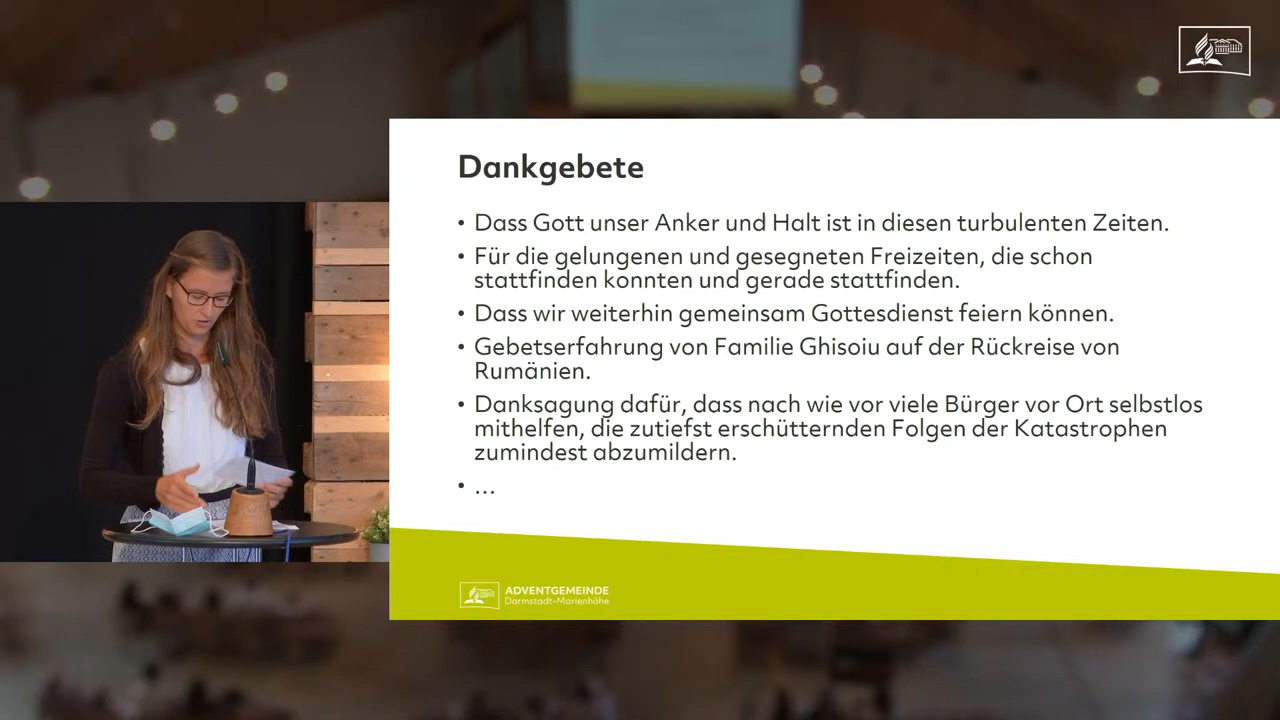 Dankgebete
• Dass Gott unser Anker und Halt ist in diesen turbulenten Zeiten.
• Für die gelungenen und gesegneten Freizeiten, die schon
stattfinden konnten und gerade stattfinden.
• Dass wir weiterhin gemeinsam Gottesdienst feiern können.
• Gebetserfahrung von Familie Ghisoiu auf der Rückreise von
Rumänien.
• Danksagung dafür, dass nach wie vor viele Bürger vor Ort selbstlos
mithelfen, die zutiefst erschütternden Folgen der Katastrophen
zumindest abzumildern.
• ...
ADVENTGEMEINDE
Darmstadt-Marienhöhe